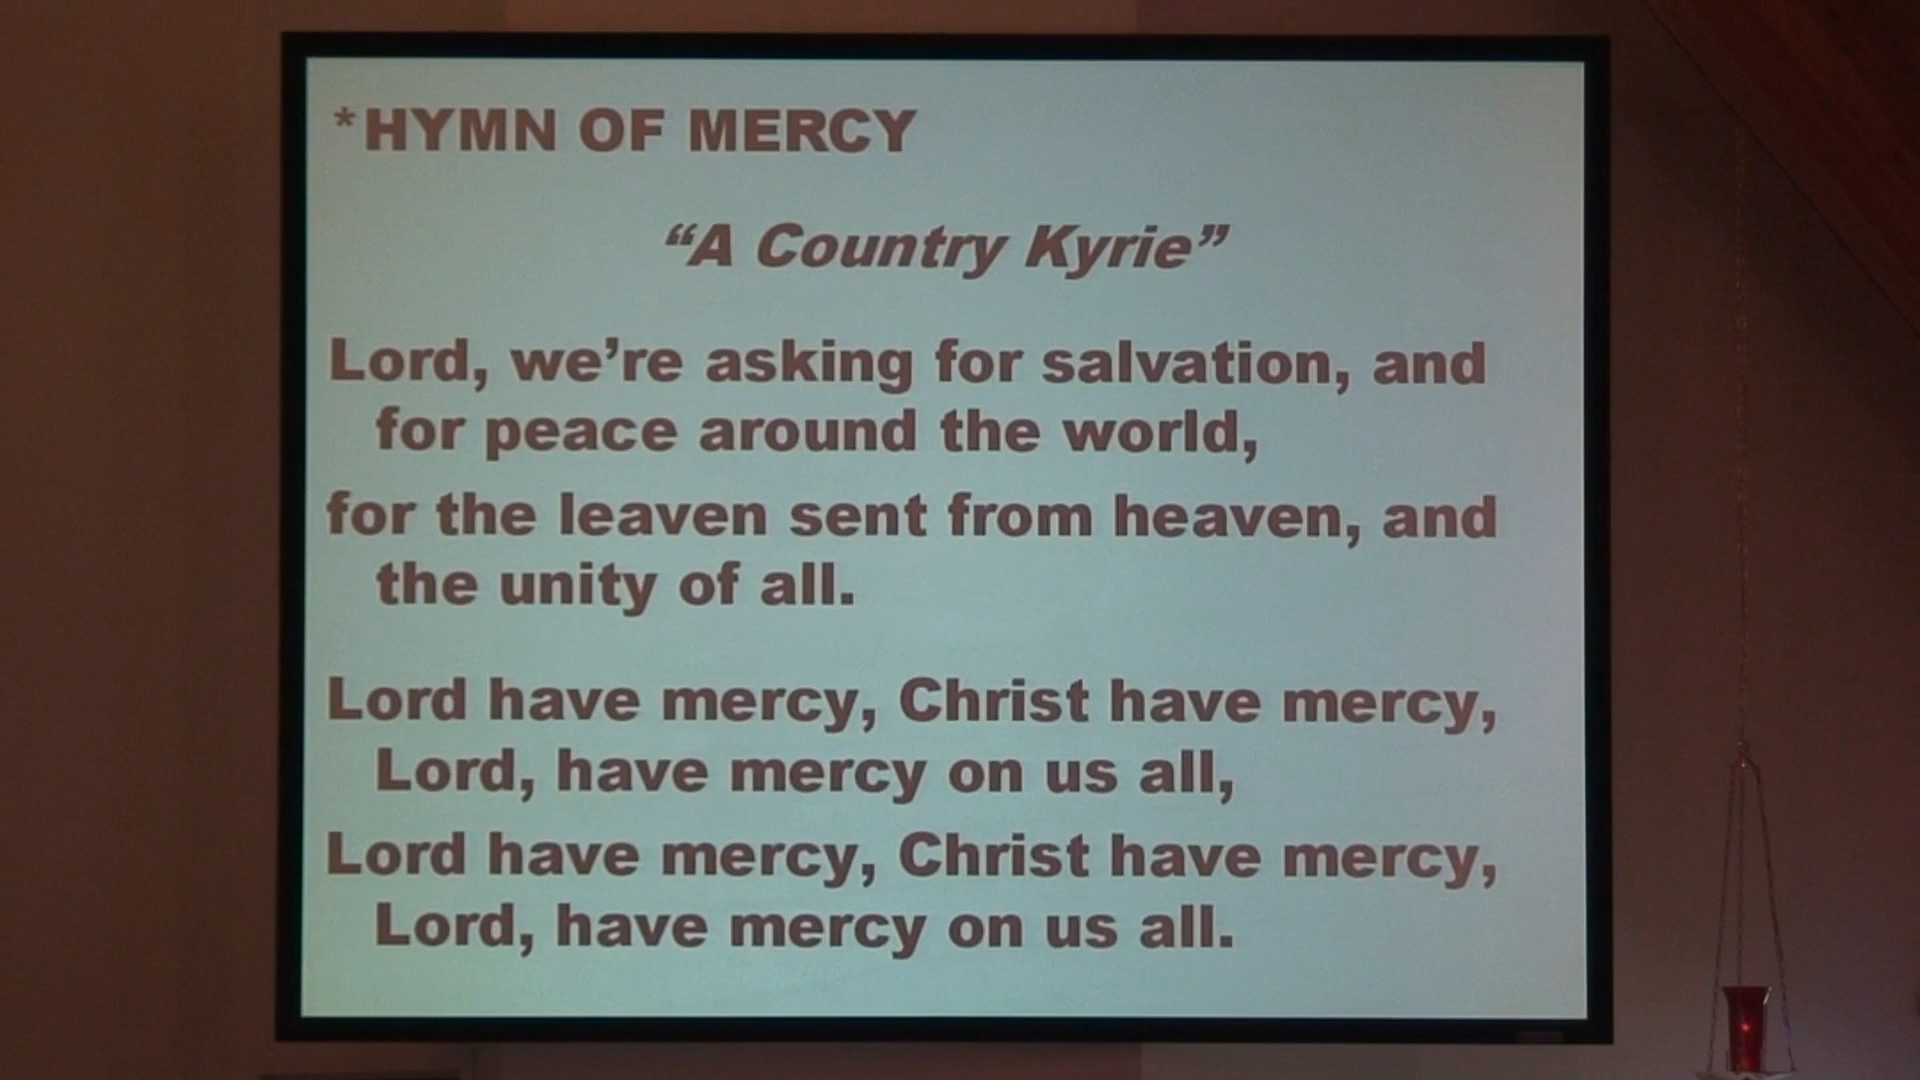 *HYMN OF MERCY
“A Country Kyrie”
Lord, we’re asking for salvation, and
for peace around the world,
for the leaven sent from heaven, and
the unity of all.
Lord have mercy, Christ have mercy,
Lord, have mercy on us all,
Lord have mercy, Christ have mercy,
Lord, have mercy on us all.